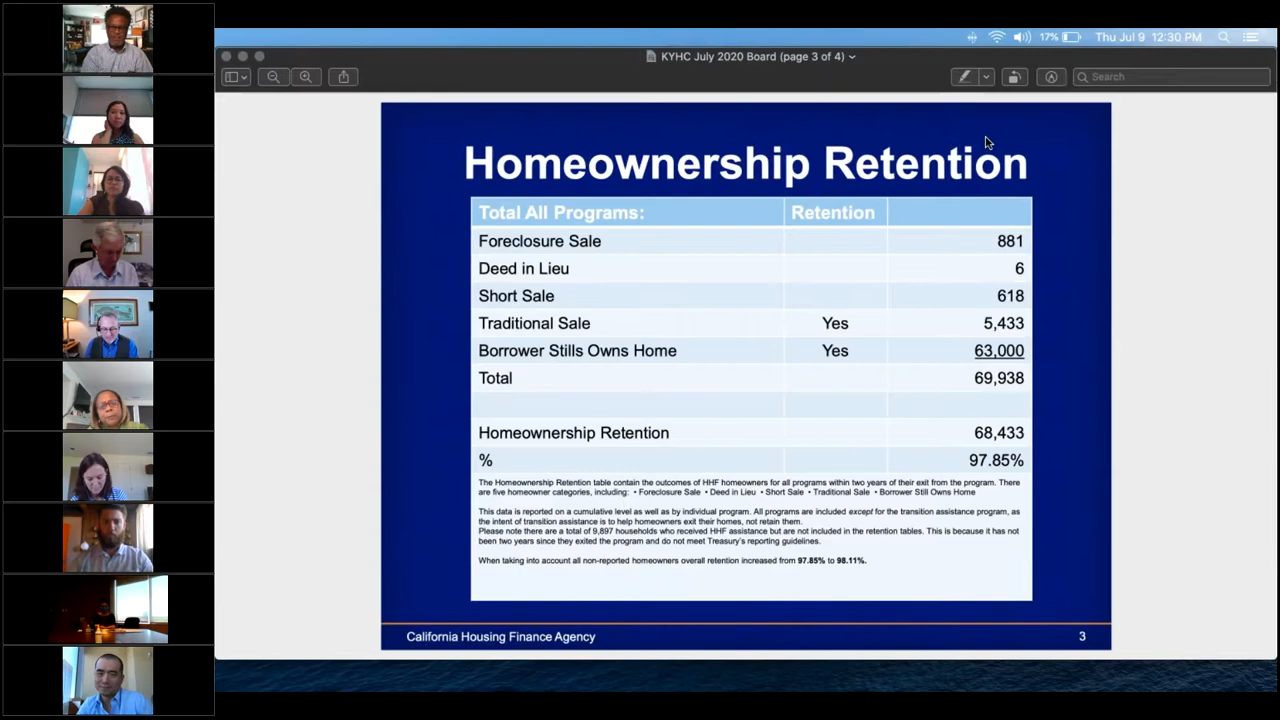 17% Thu Jul 9 12:30 PM
KYHC July 2020 Board (page 3 of 4)
Search
Homeownership Retention
Total All Programs: Retention
Foreclosure Sale 881
Deed in Lieu 6
Short Sale 618
Traditional Sale Yes 5,433
Borrower Stills Owns Home Yes 63,000
Total 69,938
Homeownership Retention 68,433
% 97.85%
The Homeownership Retention table contain the outcomes of HHF homeowners for all programs within two years of their exit from the program. There
are five homeowner categories, including: • Foreclosure Sale • Deed in Lieu • Short Sale • Traditional Sale • Borrower Still Own Home
This data is reported on a cumulative level as well as by individual program. All programs are included except for the transition assistance program, as
the intent of transition assistance is to help homeowners exit their homes, not retain them.
Please note there are a total of 9,897 households who received HHF assistance but are not included in the retention tables. This is because it has not
been two years since they exited the program and do not meet Treasury's reporting guidelines.
When taking into account all non-reported homeowners overall retention increased from 97.85% to 98.11%.
California Housing Finance Agency 3